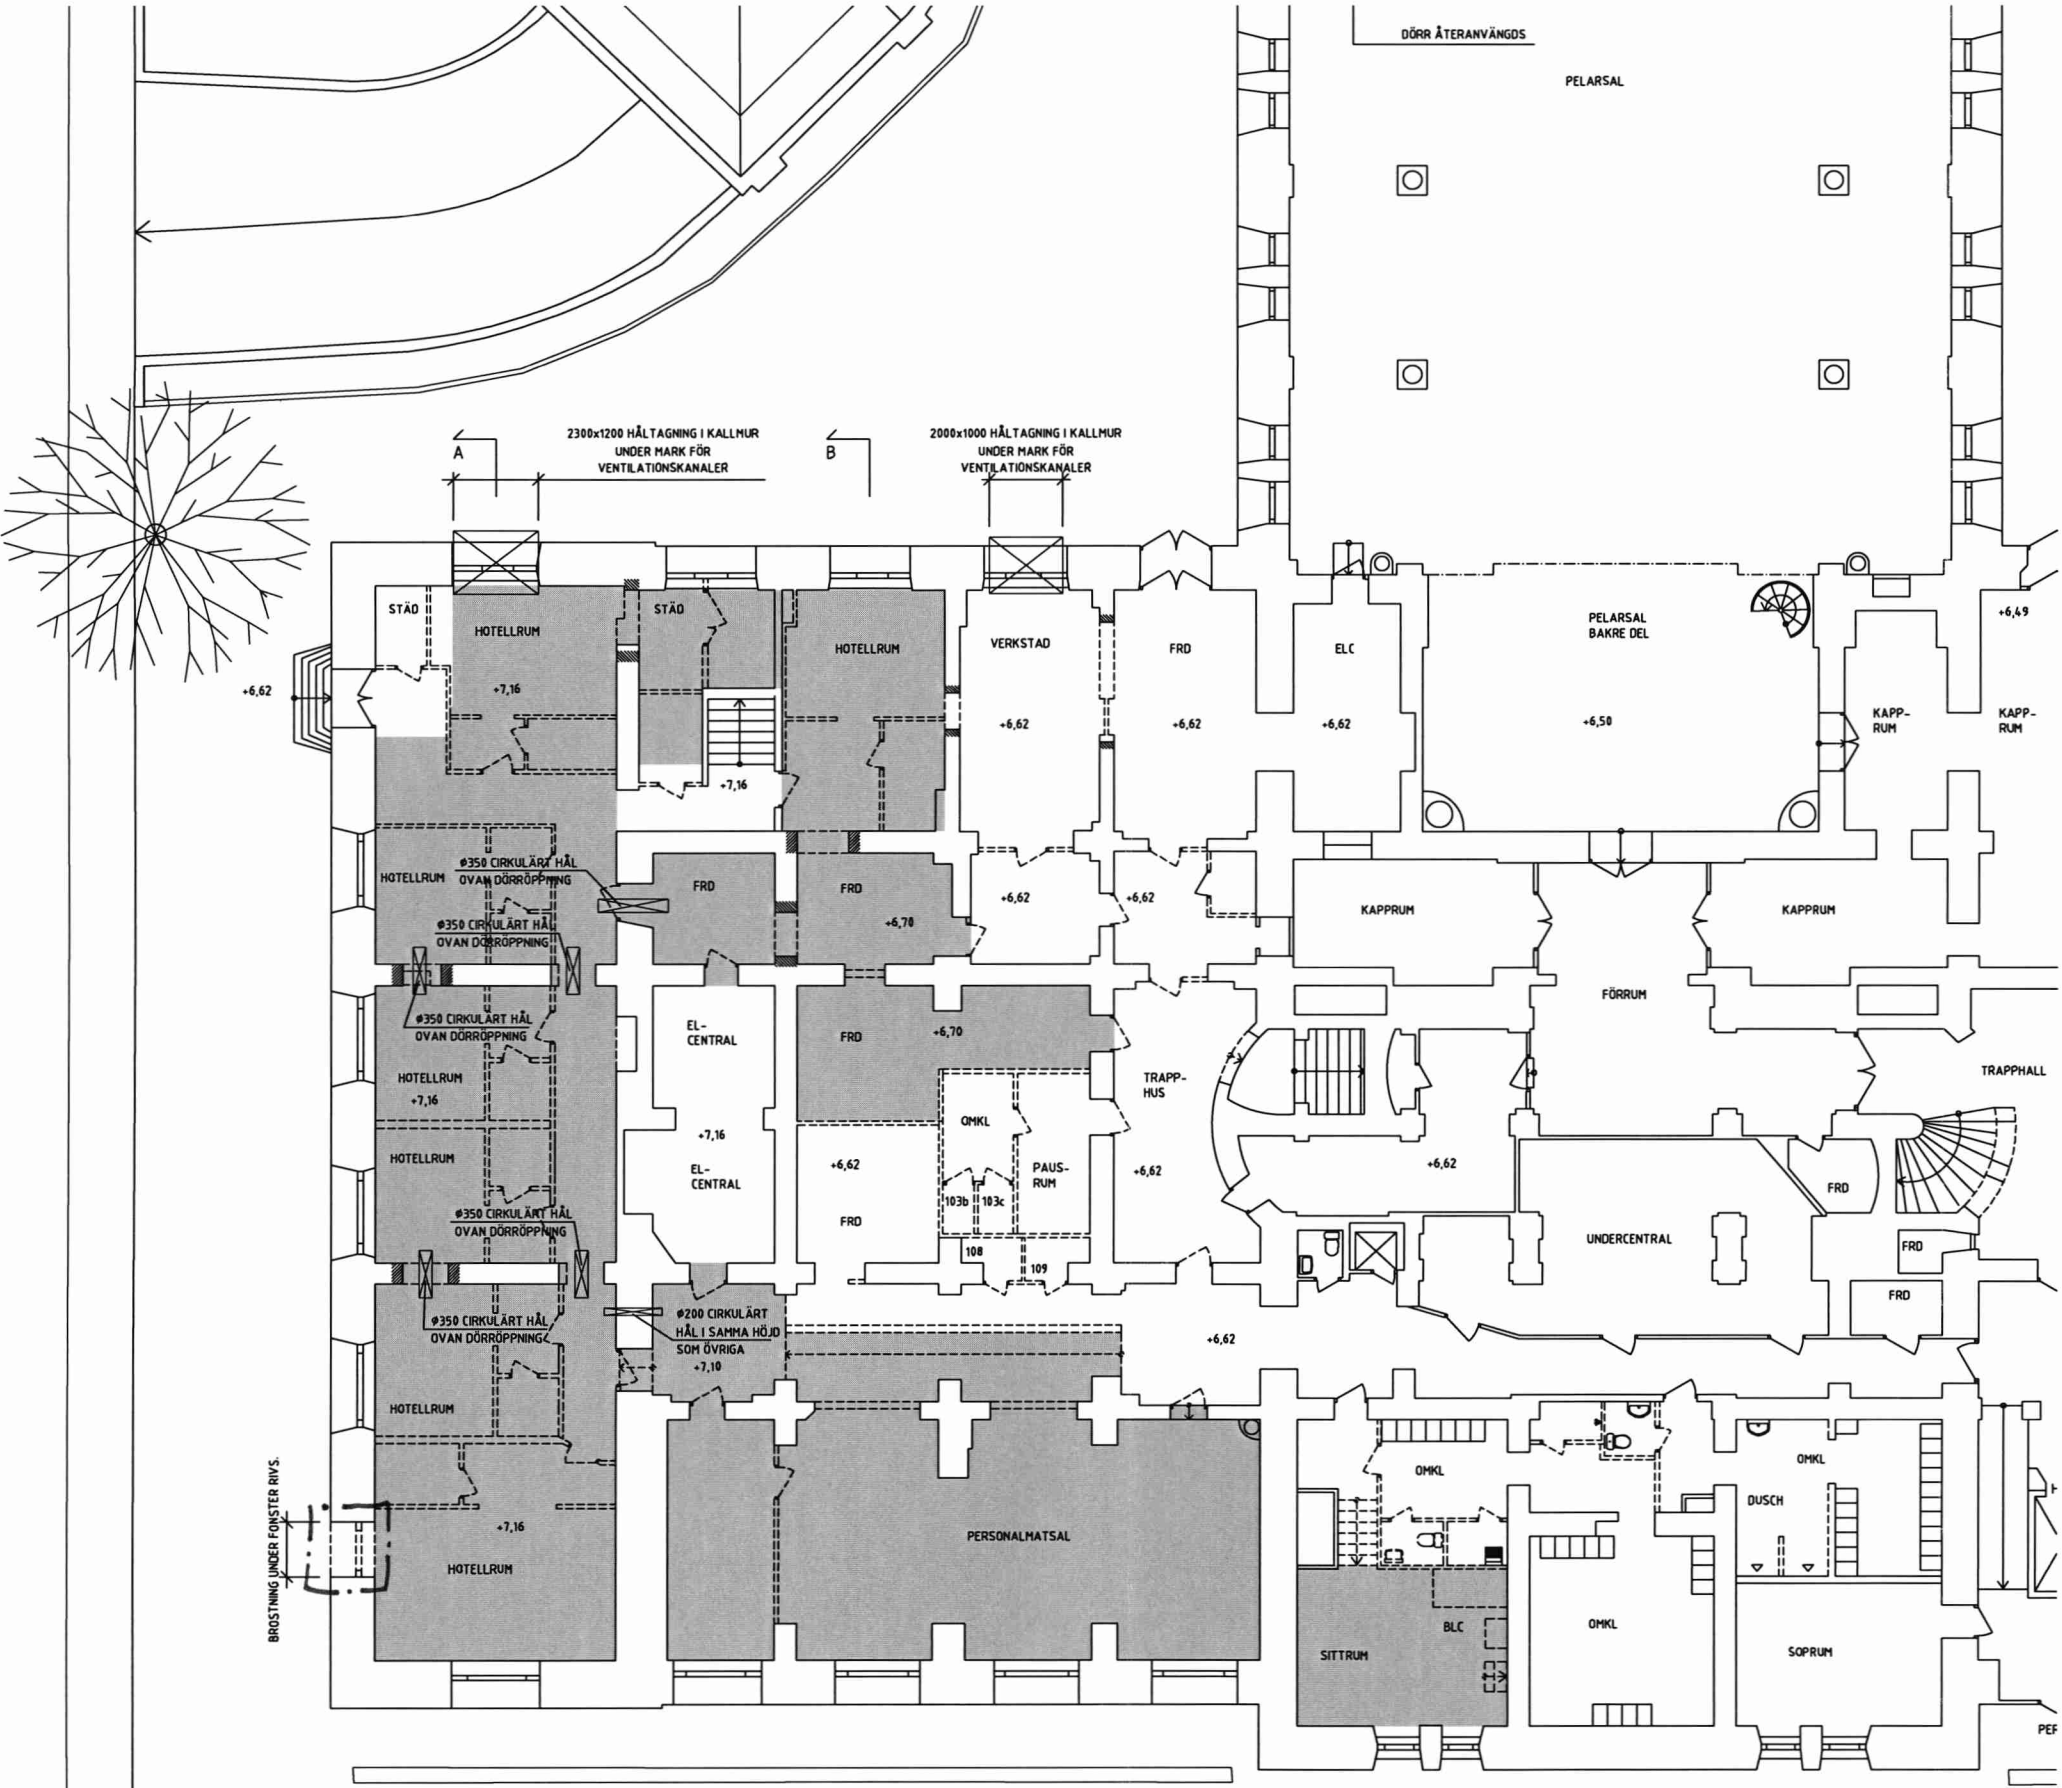 DÖRR ÅTERANVÄNGDS
PELARSAL
2300x1200 HÅLTAGNING I KALLMUR
UNDER MARK FÖR
VENTILATIONSKANALER
A
B
2000x1000 HÅLTAGNING I KALLMUR
UNDER MARK FÖR
VENTILATIONSKANALER
STÄD
HOTELLRUM
+7,16
+6,62
STÄD
+7,16
HOTELLRUM
VERKSTAD
+6,62
FRD
+6,62
ELC
+6,62
PELARSAL
BAKRE DEL
+6,50
+6,49
KAPP-
RUM
KAPP-
RUM
HOTELLRUM
ø350 CIRKULÄRT HÅL
OVAN DÖRRÖPPNING
ø350 CIRKULÄRT HÅL
OVAN DÖRRÖPPNING
FRD
FRD
+6,70
+6,62
+6,62
KAPPRUM
KAPPRUM
FÖRRUM
ø350 CIRKULÄRT HÅL
OVAN DÖRRÖPPNING
HOTELLRUM
+7,16
EL-
CENTRAL
+7,16
EL-
CENTRAL
FRD
+6,70
TRAPP-
HUS
+6,62
TRAPPHALL
OMKL
PAUS-
RUM
103b
103c
108
109
+6,62
FRD
HOTELLRUM
+6,62
FRD
UNDERCENTRAL
FRD
FRD
ø350 CIRKULÄRT HÅL
OVAN DÖRRÖPPNING
ø350 CIRKULÄRT HÅL
OVAN DÖRRÖPPNING
ø200 CIRKULÄRT
HÅL I SAMMA HÖJD
SOM ÖVRIGA
+7,10
+6,62
HOTELLRUM
BROSTNING UNDER FONSTER RIVS.
+7,16
HOTELLRUM
PERSONALMATSAL
OMKL
OMKL
DUSCH
SITTRUM
BLC
OMKL
SOPRUM
PER
H